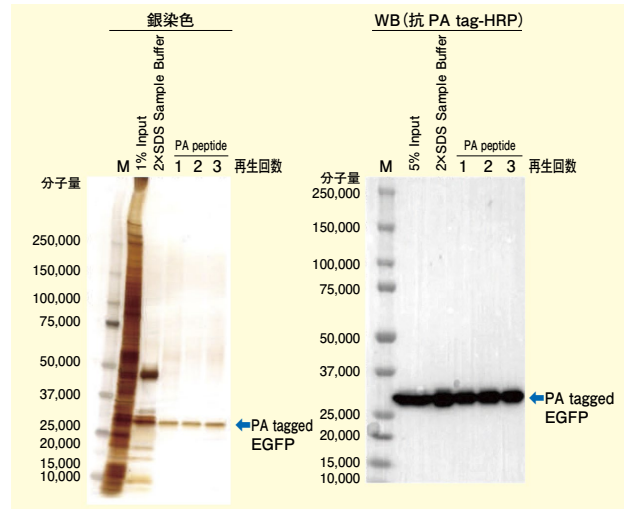 銀染色
1% Input
2×SDS Sample Buffer
PA peptide
M 1 2 3 再生回数
分子量
250,000
150,000
100,000
75,000
50,000
37,000
25,000
20,000
15,000
10,000
PA tagged
EGFP
WB(抗 PA tag-HRP)
5% Input
2×SDS Sample Buffer
PA peptide
M 1 2 3 再生回数
分子量
250,000
150,000
100,000
75,000
50,000
37,000
25,000
20,000
15,000
10,000
PA tagged
EGFP